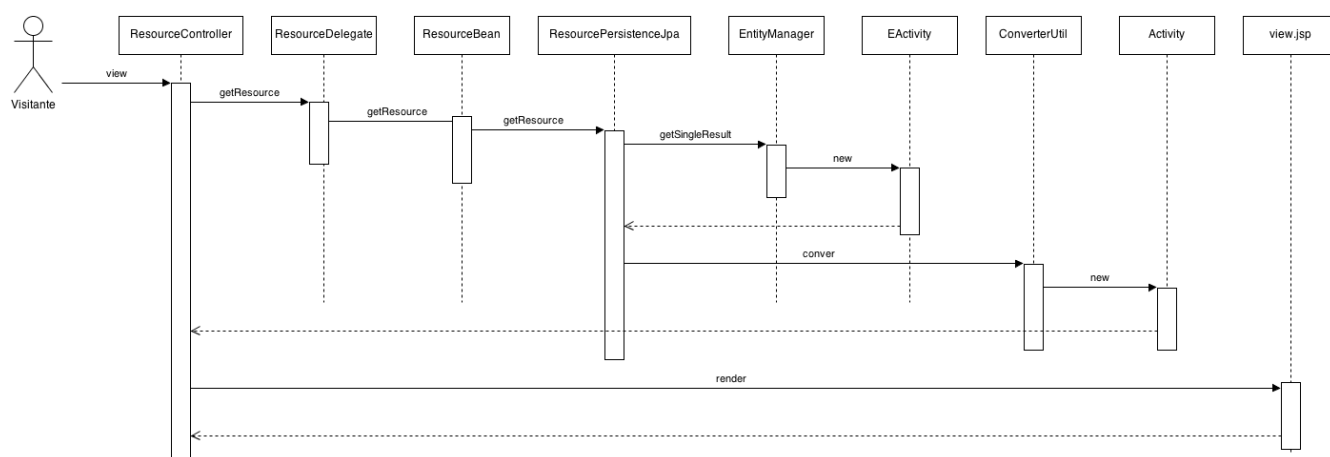 ResourceController
ResourceDelegate
ResourceBean
ResourcePersistenceJpa
EntityManager
EActivity
ConverterUtil
Activity
view.jsp
Visitante
view
getResource
getResource
getResource
getSingleResult
new
conver
new
render